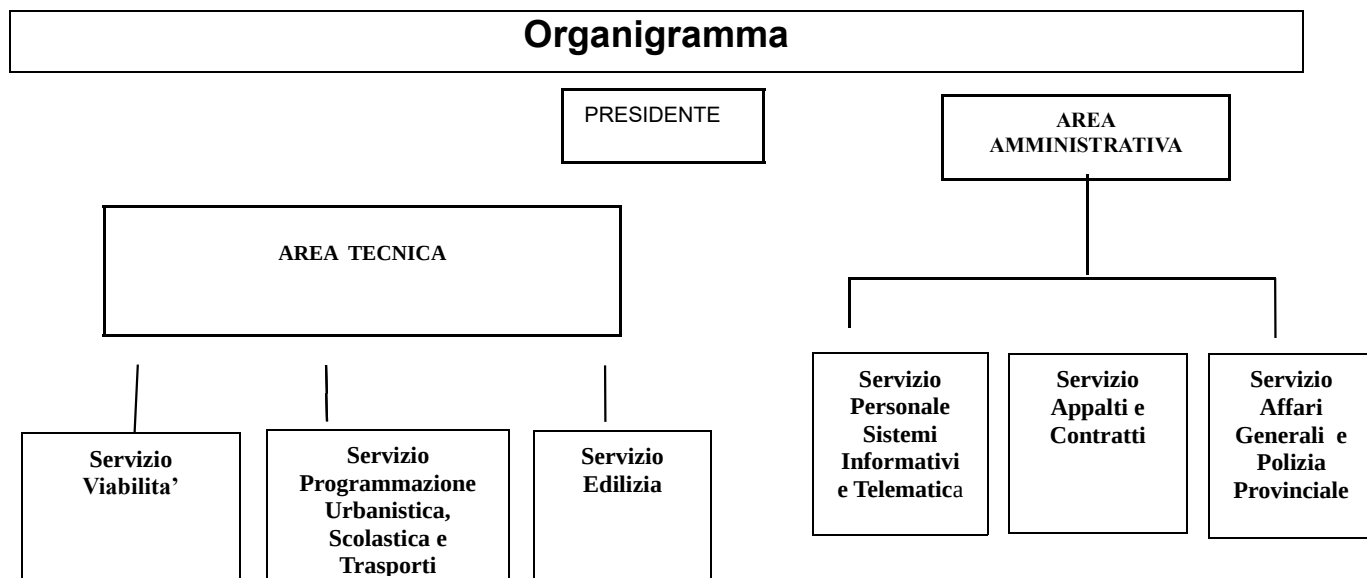 Organigramma
PRESIDENTE
AREA
AMMINISTRATIVA
AREA TECNICA
Servizio
Viabilita’
Servizio
Programmazione
Urbanistica,
Scolastica e
Trasporti
Servizio
Edilizia
Servizio
Personale
Sistemi
Informativi
e Telematica
Servizio
Appalti e
Contratti
Servizio
Affari
Generali e
Polizia
Provinciale